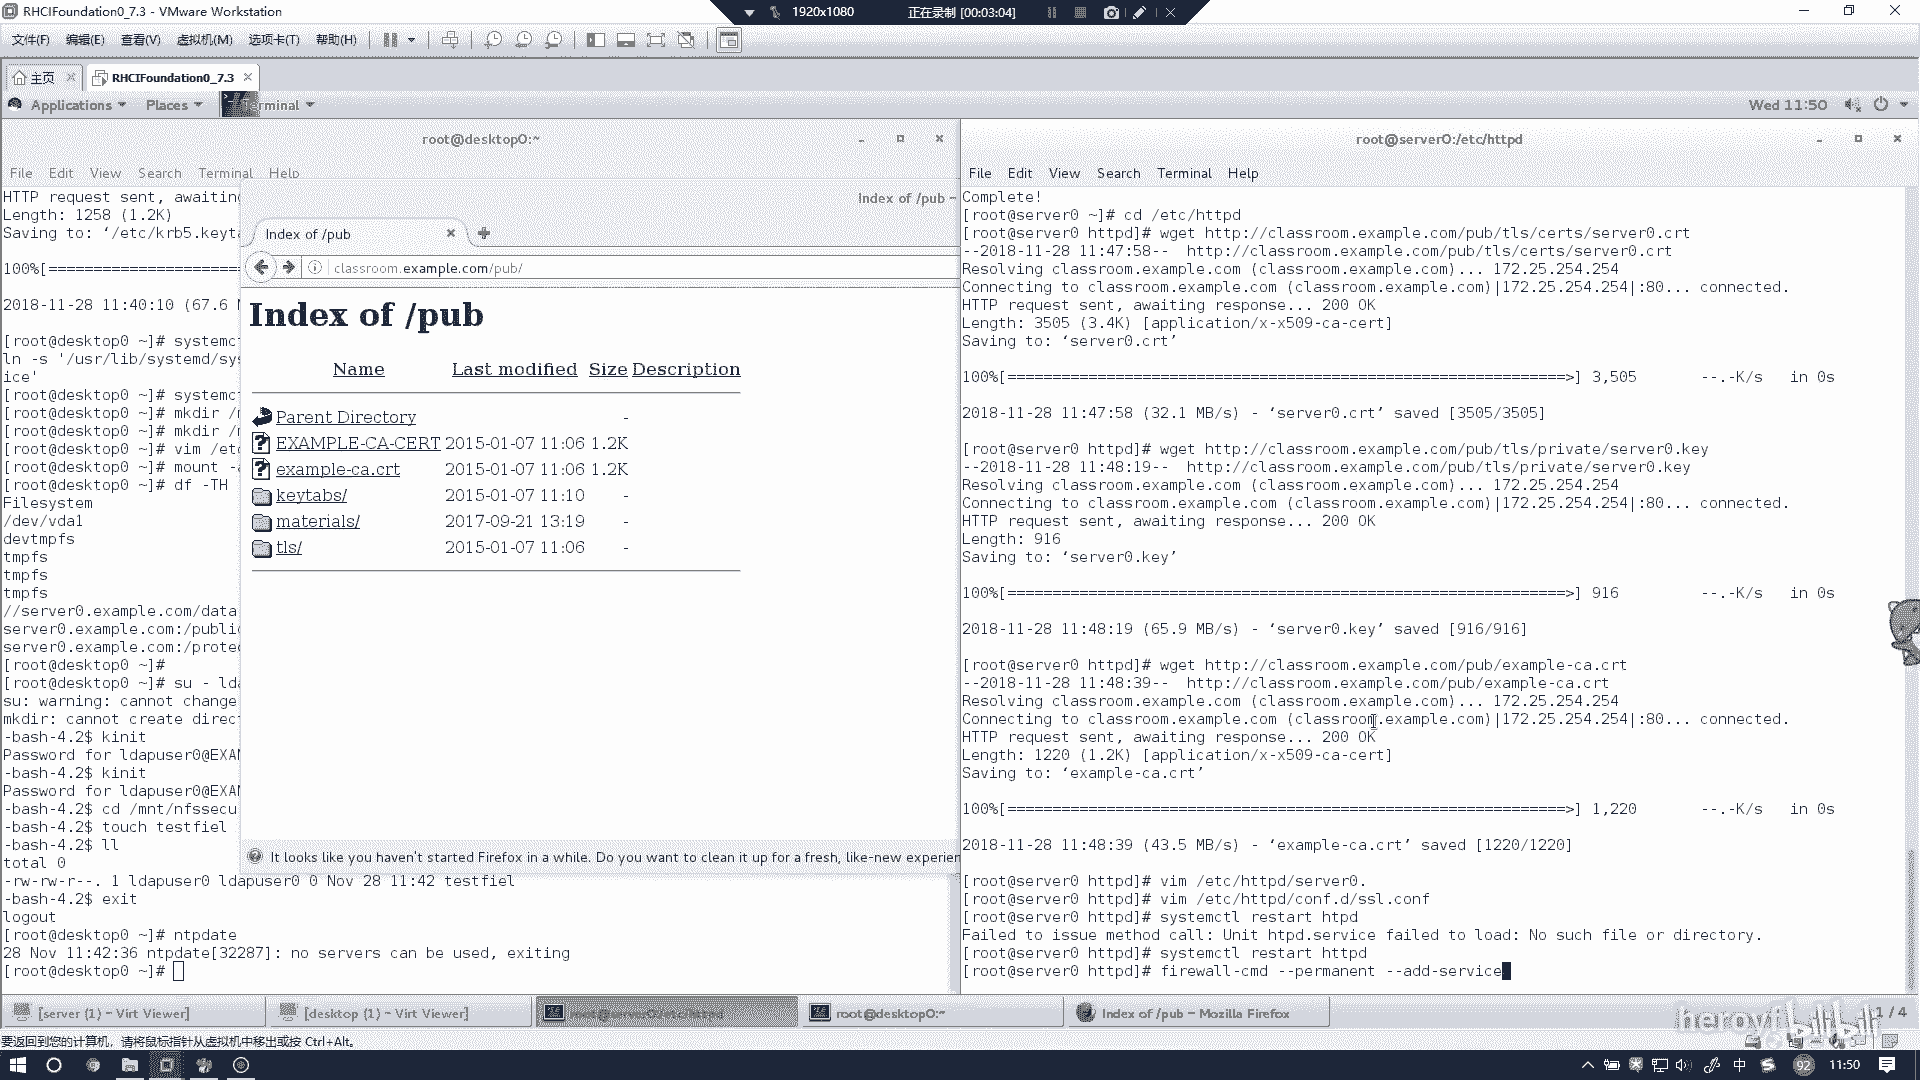 RHCIFoundation0_7.3 - VMware Workstation
1920x1080
正在录制 [00:03:04]
文件(F) 编辑(E) 查看(V) 虚拟机(M) 选项卡(T) 帮助(H)
主页
RHCIFoundation0_7.3
Applications Places Terminal
Wed 11:50
root@desktop0:~
File Edit View Search Terminal Help
HTTP request sent, awaiting
Length: 1258 (1.2K)
Saving to: ‘/etc/krb5.keyta
100%[=====================
2018-11-28 11:40:10 (67.6
[root@desktop0 ~]# systemc
ln -s '/usr/lib/systemd/sys
ice'
[root@desktop0 ~]# systemc
[root@desktop0 ~]# mkdir /
[root@desktop0 ~]# mkdir /
[root@desktop0 ~]# vim /etc
[root@desktop0 ~]# mount -a
[root@desktop0 ~]# df -TH
Filesystem
/dev/vda1
devtmpfs
tmpfs
tmpfs
tmpfs
//server0.example.com/data
server0.example.com:/public
server0.example.com:/protec
[root@desktop0 ~]#
[root@desktop0 ~]# su - lda
su: warning: cannot change
mkdir: cannot create direct
-bash-4.2$ kinit
Password for ldapuser0@EXAM
-bash-4.2$ kinit
Password for ldapuser0@EXAM
-bash-4.2$ cd /mnt/nfssecu
-bash-4.2$ touch testfiel
-bash-4.2$ ll
total 0
-rw-rw-r--. 1 ldapuser0 ldapuser0 0 Nov 28 11:42 testfiel
-bash-4.2$ exit
logout
[root@desktop0 ~]# ntpdate
28 Nov 11:42:36 ntpdate[32287]: no servers can be used, exiting
[root@desktop0 ~]#
Index of /pub –
Index of /pub
classroom.example.com/pub/
Index of /pub
Name Last modified Size Description
Parent Directory -
EXAMPLE-CA-CERT 2015-01-07 11:06 1.2K
example-ca.crt 2015-01-07 11:06 1.2K
keytabs/ 2015-01-07 11:10 -
materials/ 2017-09-21 13:19 -
tls/ 2015-01-07 11:06 -
It looks like you haven't started Firefox in a while. Do you want to clean it up for a fresh, like-new experien
root@server0:/etc/httpd
File Edit View Search Terminal Help
Complete!
[root@server0 ~]# cd /etc/httpd
[root@server0 httpd]# wget http://classroom.example.com/pub/tls/certs/server0.crt
--2018-11-28 11:47:58--  http://classroom.example.com/pub/tls/certs/server0.crt
Resolving classroom.example.com (classroom.example.com)... 172.25.254.254
Connecting to classroom.example.com (classroom.example.com)|172.25.254.254|:80... connected.
HTTP request sent, awaiting response... 200 OK
Length: 3505 (3.4K) [application/x-x509-ca-cert]
Saving to: ‘server0.crt’
100%[==============================================================>] 3,505 --.-K/s in 0s
2018-11-28 11:47:58 (32.1 MB/s) - ‘server0.crt’ saved [3505/3505]
[root@server0 httpd]# wget http://classroom.example.com/pub/tls/private/server0.key
--2018-11-28 11:48:19--  http://classroom.example.com/pub/tls/private/server0.key
Resolving classroom.example.com (classroom.example.com)... 172.25.254.254
Connecting to classroom.example.com (classroom.example.com)|172.25.254.254|:80... connected.
HTTP request sent, awaiting response... 200 OK
Length: 916
Saving to: ‘server0.key’
100%[==============================================================>] 916 --.-K/s in 0s
2018-11-28 11:48:19 (65.9 MB/s) - ‘server0.key’ saved [916/916]
[root@server0 httpd]# wget http://classroom.example.com/pub/example-ca.crt
--2018-11-28 11:48:39--  http://classroom.example.com/pub/example-ca.crt
Resolving classroom.example.com (classroom.example.com)... 172.25.254.254
Connecting to classroom.example.com (classroom.example.com)|172.25.254.254|:80... connected.
HTTP request sent, awaiting response... 200 OK
Length: 1220 (1.2K) [application/x-x509-ca-cert]
Saving to: ‘example-ca.crt’
100%[==============================================================>] 1,220 --.-K/s in 0s
2018-11-28 11:48:39 (43.5 MB/s) - ‘example-ca.crt’ saved [1220/1220]
[root@server0 httpd]# vim /etc/httpd/server0.
[root@server0 httpd]# vim /etc/httpd/conf.d/ssl.conf
[root@server0 httpd]# systemctl restart htpd
Failed to issue method call: Unit htpd.service failed to load: No such file or directory.
[root@server0 httpd]# systemctl restart httpd
[root@server0 httpd]# firewall-cmd --permanent --add-service
[server (1) – Virt Viewer]
[desktop (1) – Virt Viewer]
root@server0:/etc/httpd
root@desktop0:~
Index of /pub – Mozilla Firefox
1 / 4
bilibili
要返回到您的计算机，请将鼠标指针从虚拟机中移出或按 Ctrl+Alt。
中
92
11:50